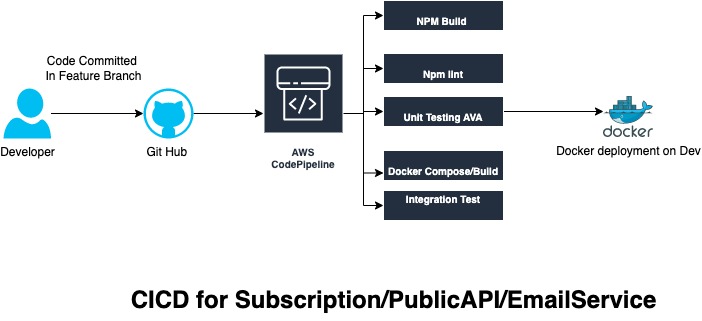 Code Committed
In Feature Branch
Developer
Git Hub
AWS
CodePipeline
NPM Build
Npm lint
Unit Testing AVA
Docker Compose/Build
Integration Test
docker
Docker deployment on Dev
CICD for Subscription/PublicAPI/EmailService